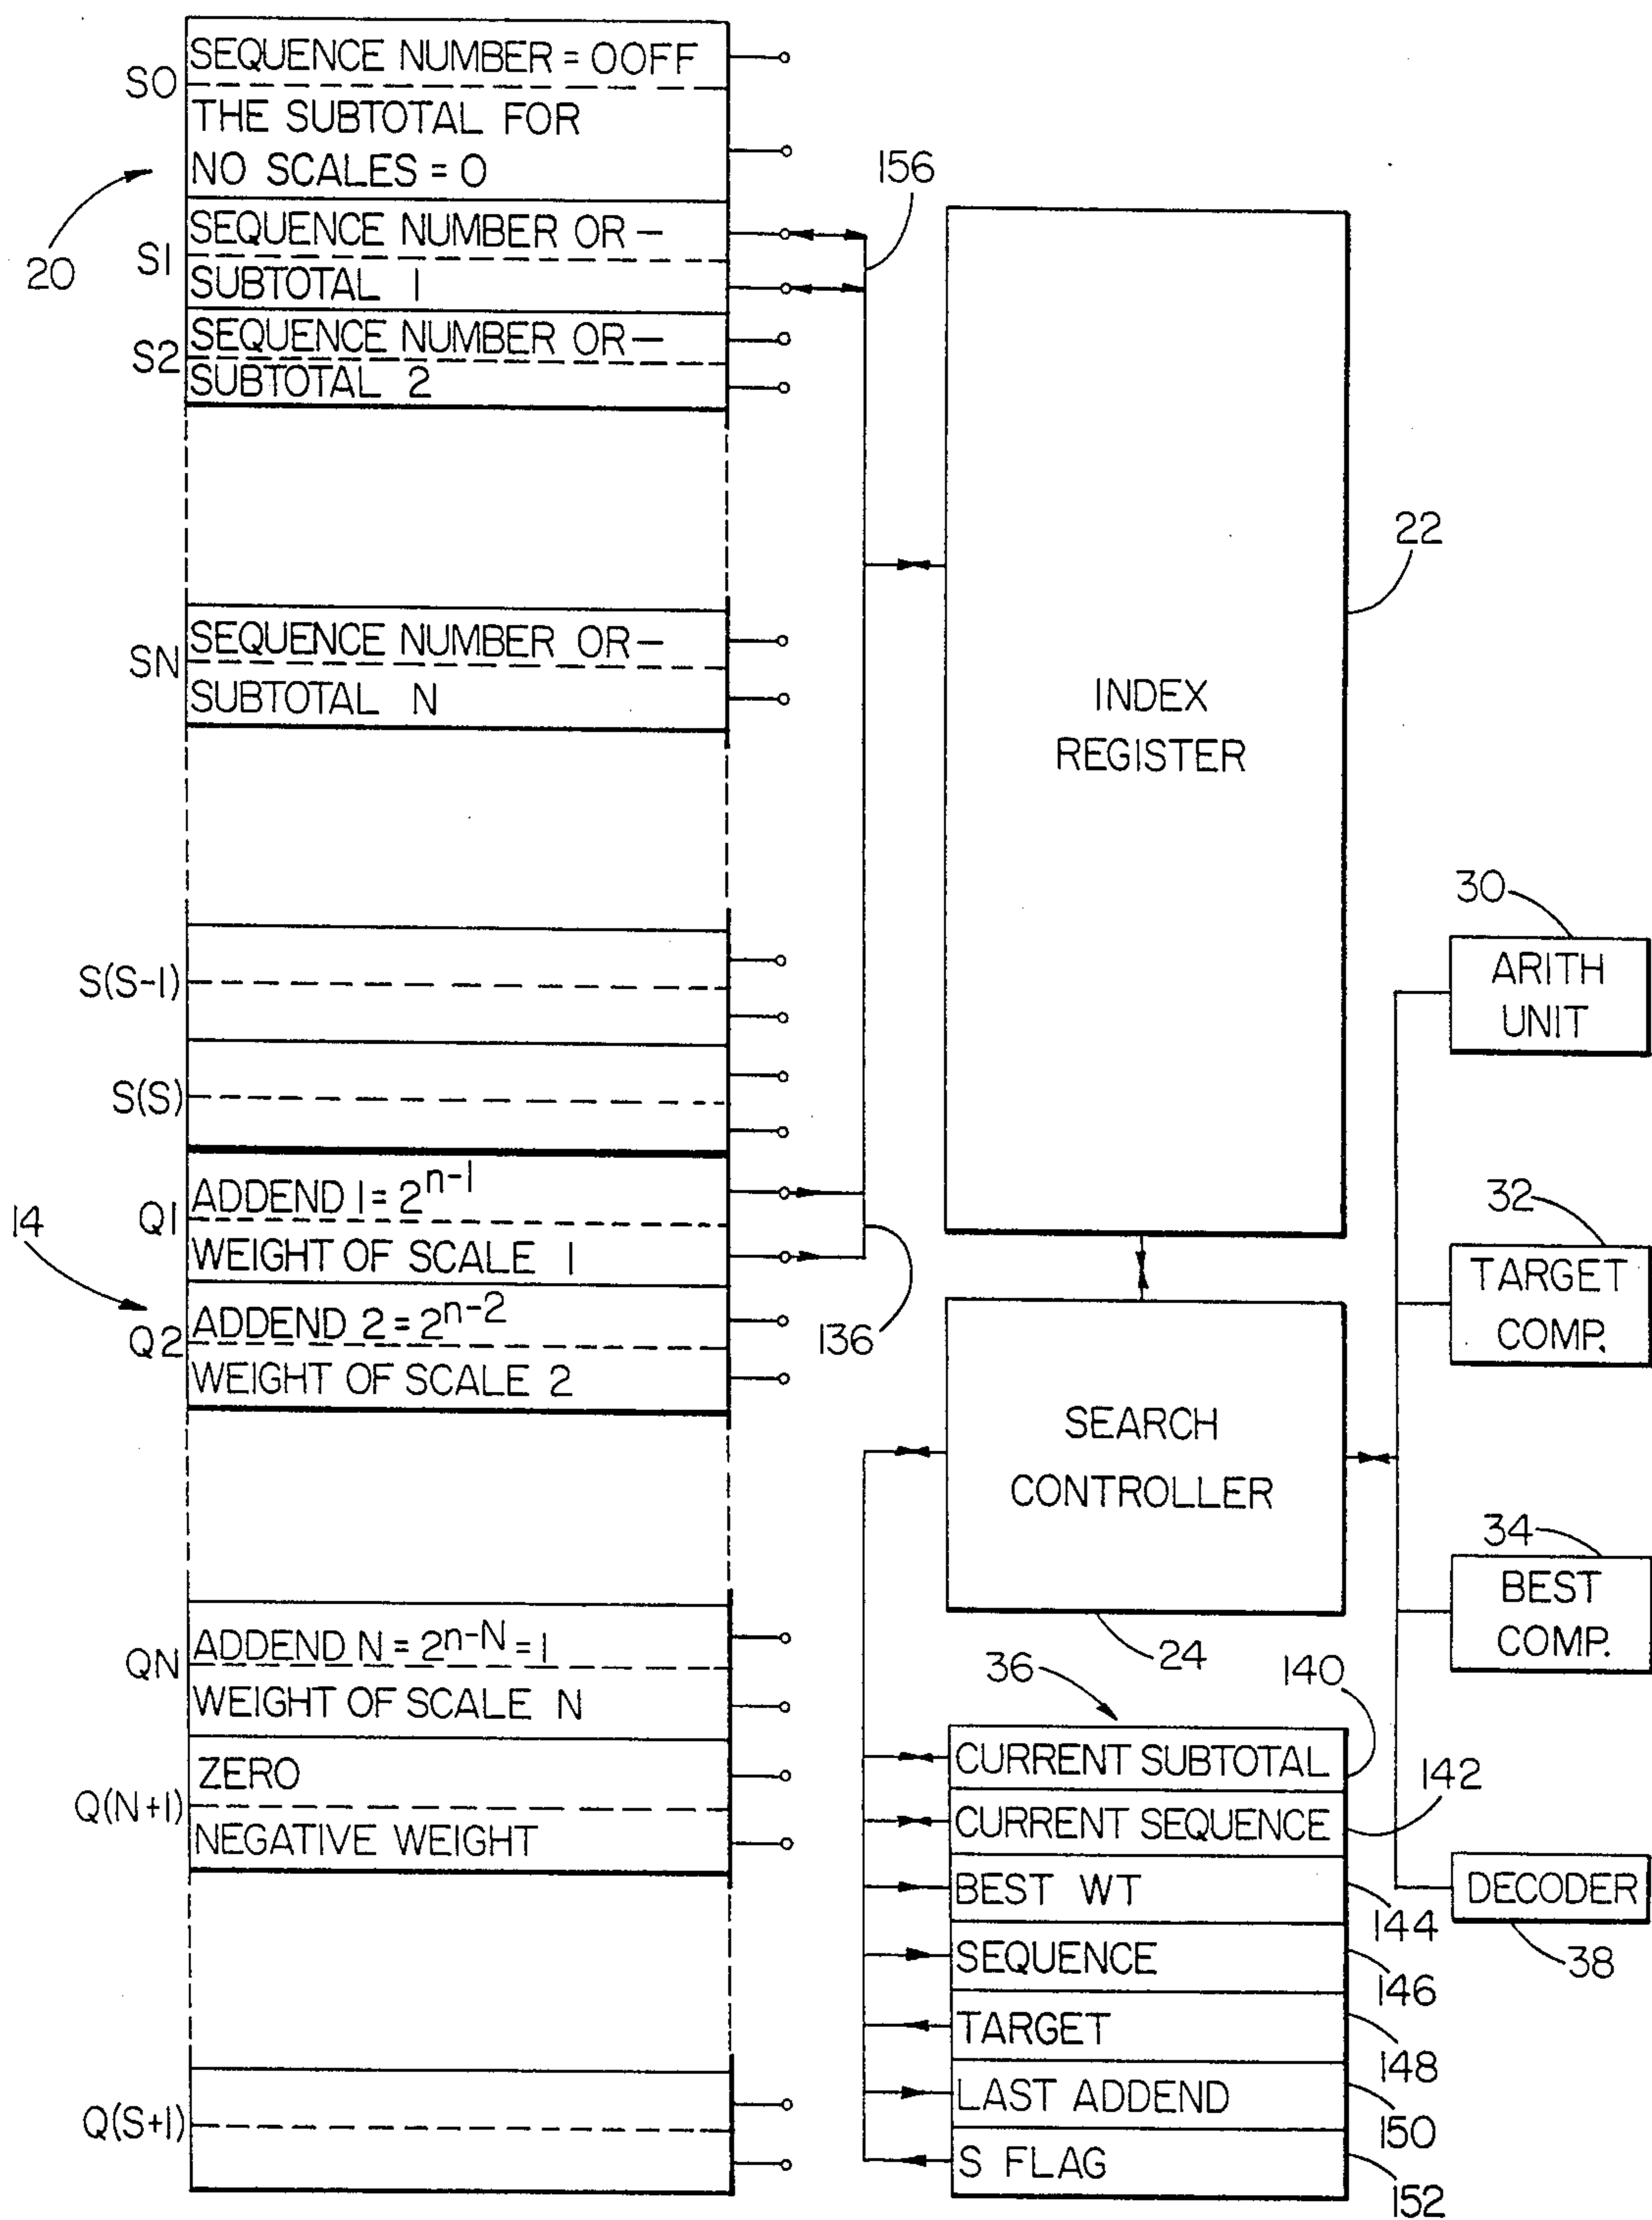 S0
SEQUENCE NUMBER = OOFF
THE SUBTOTAL FOR
NO SCALES = 0
20
S1
SEQUENCE NUMBER OR —
SUBTOTAL 1
S2
SEQUENCE NUMBER OR —
SUBTOTAL 2
SN
SEQUENCE NUMBER OR —
SUBTOTAL N
S(S-1)
S(S)
14
Q1
ADDEND 1 = 2^n-1
WEIGHT OF SCALE 1
Q2
ADDEND 2 = 2^n-2
WEIGHT OF SCALE 2
QN
ADDEND N = 2^n-N = 1
WEIGHT OF SCALE N
Q(N+1)
ZERO
NEGATIVE WEIGHT
Q(S+1)
156
136
INDEX
REGISTER
22
SEARCH
CONTROLLER
24
30
ARITH
UNIT
32
TARGET
COMP.
34
BEST
COMP.
DECODER
38
36
140
CURRENT SUBTOTAL
142
CURRENT SEQUENCE
BEST WT
144
SEQUENCE
146
TARGET
148
LAST ADDEND
150
S FLAG
152